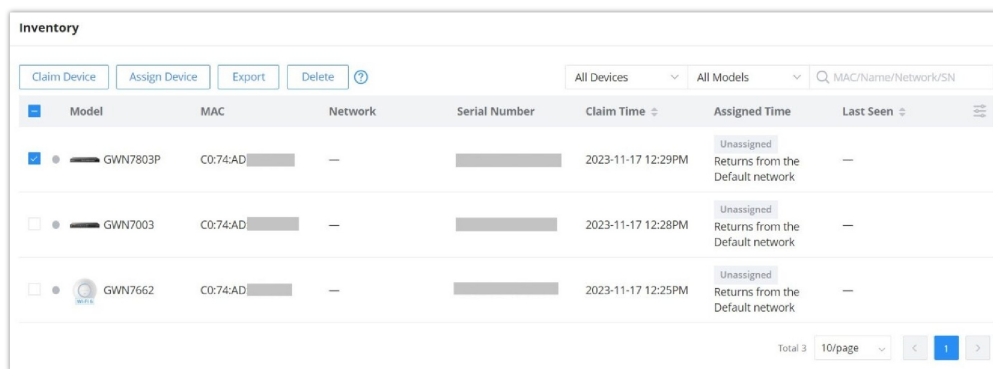 Inventory
Claim Device Assign Device Export Delete ? All Devices All Models MAC/Name/Network/SN
Model MAC Network Serial Number Claim Time Assigned Time Last Seen
GWN7803P C0:74:AD — 2023-11-17 12:29PM Unassigned —
Returns from the
Default network
GWN7003 C0:74:AD — 2023-11-17 12:28PM Unassigned —
Returns from the
Default network
GWN7662 C0:74:AD — 2023-11-17 12:25PM Unassigned —
Returns from the
Default network
Total 3 10/page < 1 >